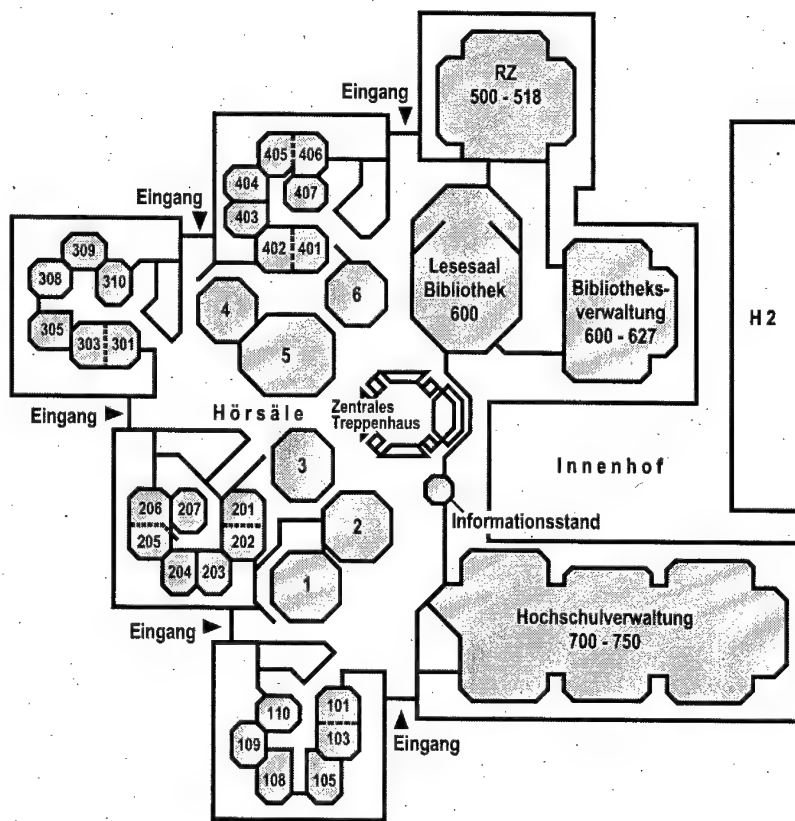 RZ
500 - 518
Eingang
405
406
404
407
403
402
401
Eingang
309
308
310
305
303
301
4
6
5
Lesesaal
Bibliothek
600
Bibliotheks-
verwaltung
600 - 627
H 2
Eingang
Hörsäle
Zentrales
Treppenhaus
3
Innenhof
206
207
201
205
202
204
203
2
1
Informationsstand
Eingang
Hochschulverwaltung
700 - 750
110
101
109
103
108
105
Eingang